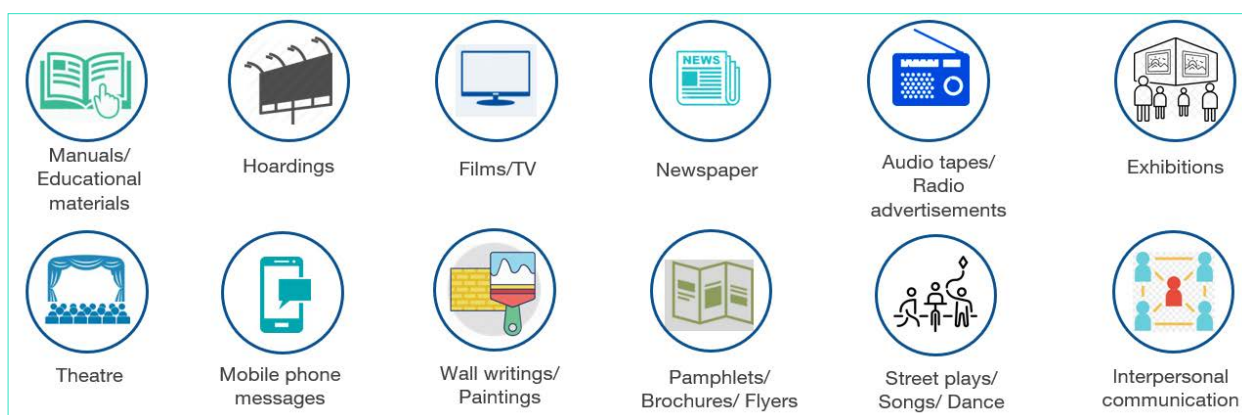 Manuals/
Educational
materials
Hoardings
Films/TV
NEWS
Newspaper
Audio tapes/
Radio
advertisements
Exhibitions
Theatre
Mobile phone
messages
Wall writings/
Paintings
Pamphlets/
Brochures/ Flyers
Street plays/
Songs/ Dance
Interpersonal
communication